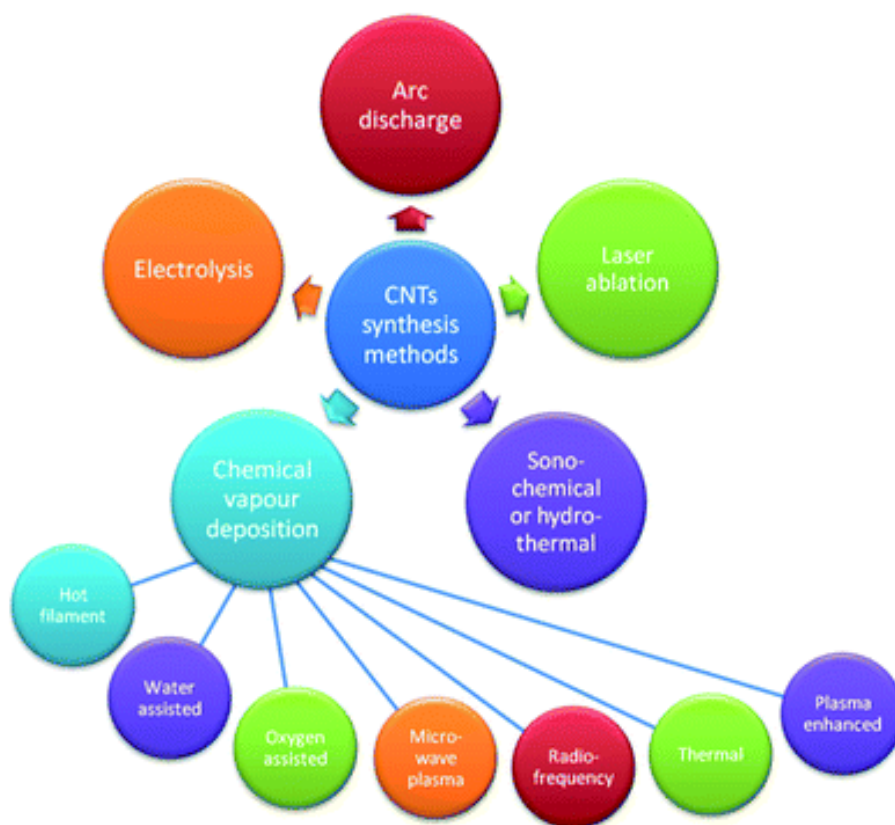 Arc
discharge
Electrolysis
Laser
ablation
CNTs
synthesis
methods
Chemical
vapour
deposition
Sono-
chemical
or hydro-
thermal
Hot
filament
Water
assisted
Oxygen
assisted
Micro-
wave
plasma
Radio-
frequency
Thermal
Plasma
enhanced